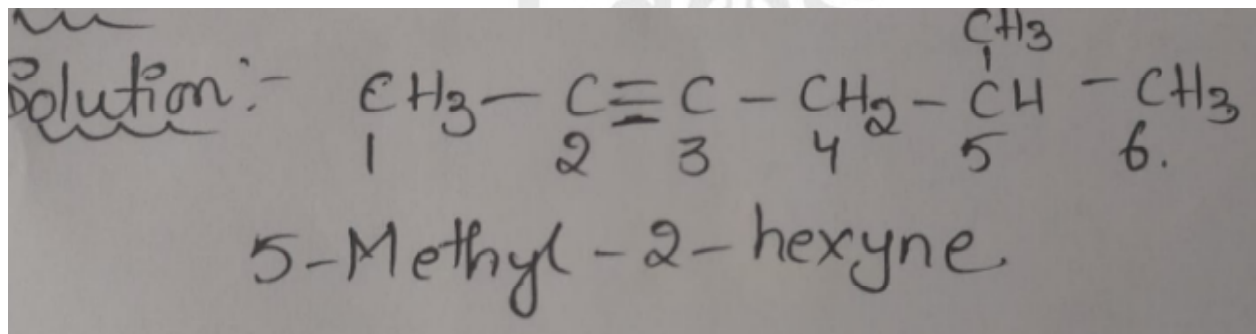 CH3
Solution:- CH3 - C ≡ C - CH2 - CH - CH3
1 2 3 4 5 6.
5-Methyl-2-hexyne